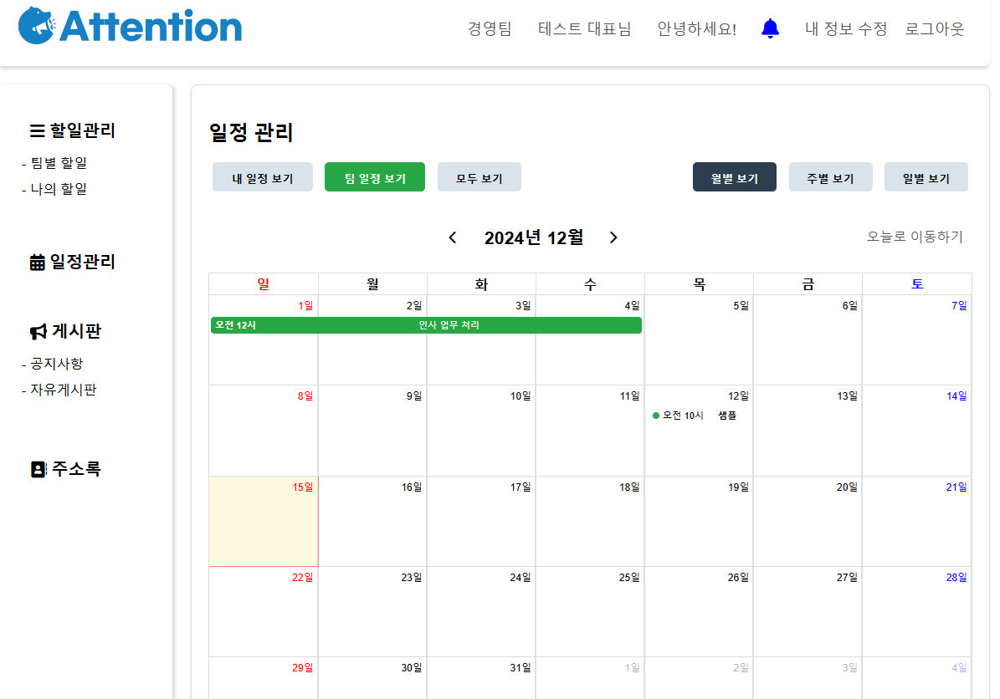 Attention
경영팀 테스트 대표님 안녕하세요! 내 정보 수정 로그아웃
할일관리
- 팀별 할일
- 나의 할일
일정관리
게시판
- 공지사항
- 자유게시판
주소록
일정 관리
내 일정 보기 팀 일정 보기 모두 보기 월별 보기 주별 보기 일별 보기
2024년 12월 오늘로 이동하기
일 월 화 수 목 금 토
1일 2일 3일 4일 5일 6일 7일
오전 12시 인사 업무 처리
8일 9일 10일 11일 12일 13일 14일
오전 10시 샘플
15일 16일 17일 18일 19일 20일 21일
22일 23일 24일 25일 26일 27일 28일
29일 30일 31일 1일 2일 3일 4일